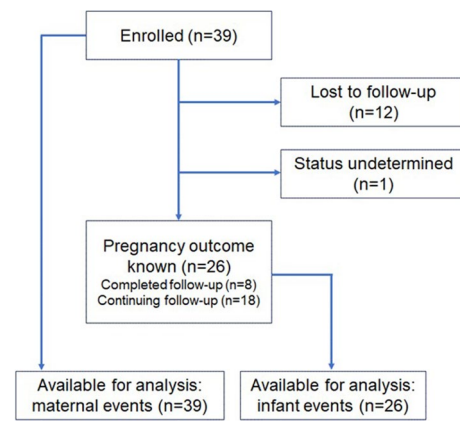 Enrolled (n=39)
Lost to follow-up
(n=12)
Status undetermined
(n=1)
Pregnancy outcome
known (n=26)
Completed follow-up (n=8)
Continuing follow-up (n=18)
Available for analysis:
maternal events (n=39)
Available for analysis:
infant events (n=26)